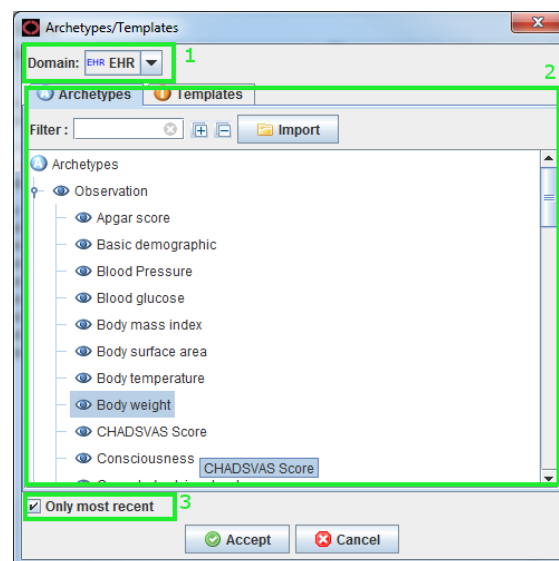 Archetypes/Templates
Domain: EHR EHR 1
2
Archetypes Templates
Filter : Import
Archetypes
Observation
Apgar score
Basic demographic
Blood Pressure
Blood glucose
Body mass index
Body surface area
Body temperature
Body weight
CHADSVAS Score
Consciousness
CHADSVAS Score
Only most recent 3
Accept Cancel